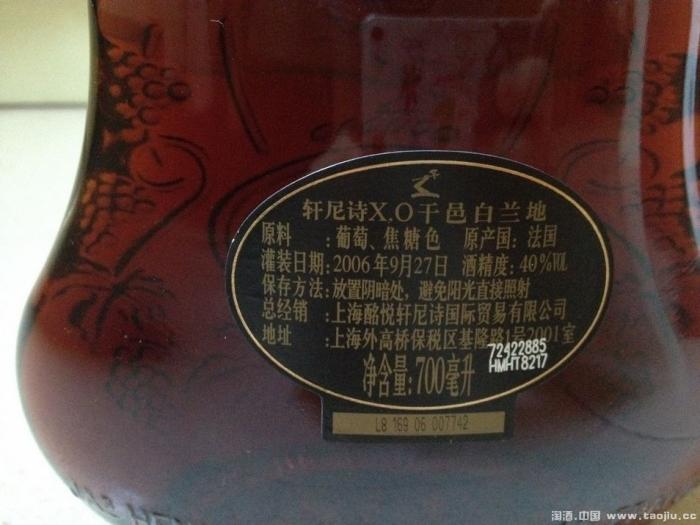 轩尼诗X.O干邑白兰地
原料 :葡萄、焦糖色 原产国:法国
灌装日期:2006年9月27日 酒精度:40%VOL
保存方法:放置阴暗处,避免阳光直接照射
总经销 :上海酩悦轩尼诗国际贸易有限公司
地址 :上海外高桥保税区基隆路1号2001室
72422885
HMHT8217
净含量:700毫升
L8 169 06 007742
淘酒.中国 www.taojiu.cc